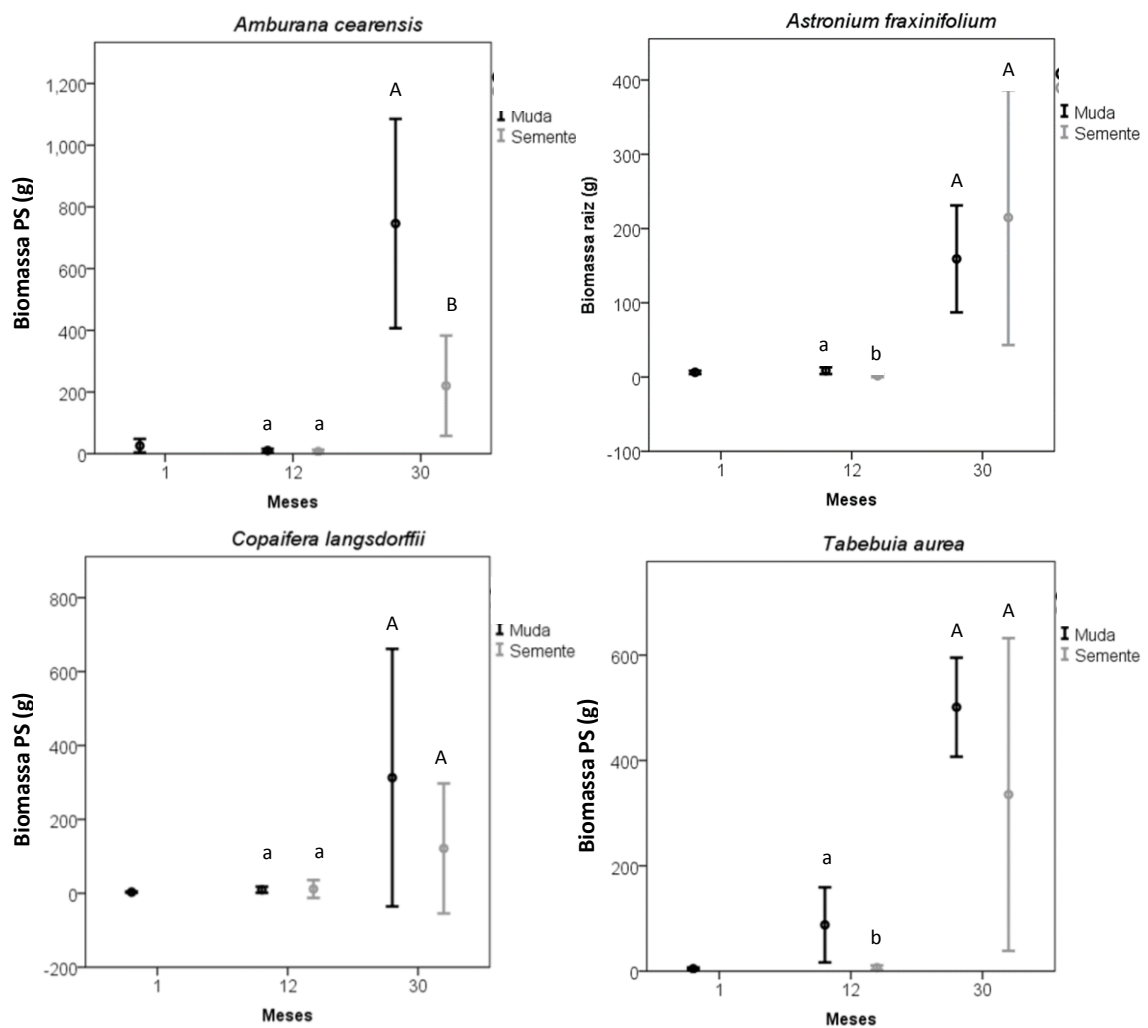 Amburana cearensis
Biomassa PS (g)
1,200
1,000
800
600
400
200
0
A
B
a a
1 12 30
Meses
Muda
Semente
Astronium fraxinifolium
Biomassa raiz (g)
400
300
200
100
0
-100
A
A
a b
1 12 30
Meses
Muda
Semente
Copaifera langsdorffii
Biomassa PS (g)
800
600
400
200
0
-200
A
A
a a
1 12 30
Meses
Muda
Semente
Tabebuia aurea
Biomassa PS (g)
600
400
200
0
A
A
a
b
1 12 30
Meses
Muda
Semente